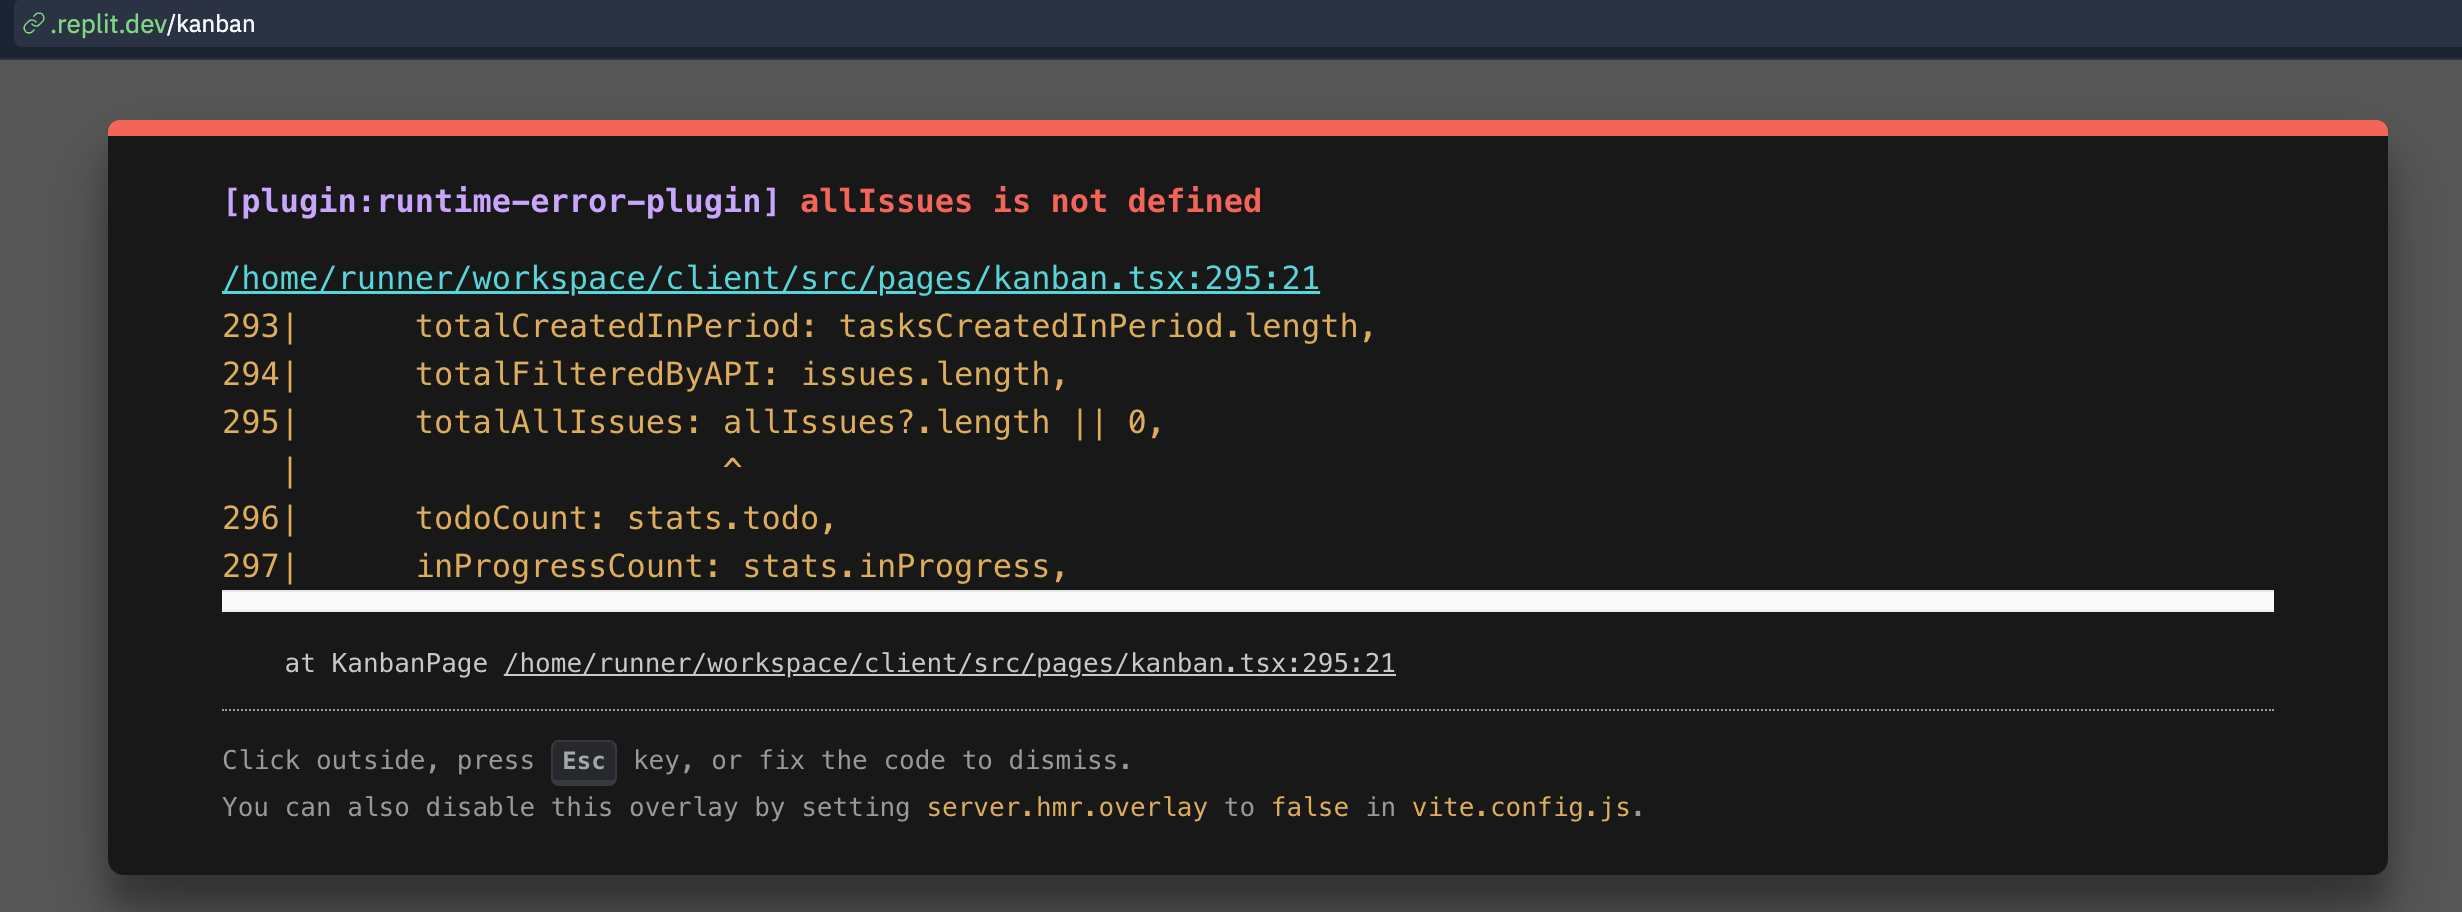 .replit.dev/kanban
[plugin:runtime-error-plugin] allIssues is not defined
/home/runner/workspace/client/src/pages/kanban.tsx:295:21
293|      totalCreatedInPeriod: tasksCreatedInPeriod.length,
294|      totalFilteredByAPI: issues.length,
295|      totalAllIssues: allIssues?.length || 0,
   |                      ^
296|      todoCount: stats.todo,
297|      inProgressCount: stats.inProgress,
at KanbanPage /home/runner/workspace/client/src/pages/kanban.tsx:295:21
Click outside, press Esc key, or fix the code to dismiss.
You can also disable this overlay by setting server.hmr.overlay to false in vite.config.js.